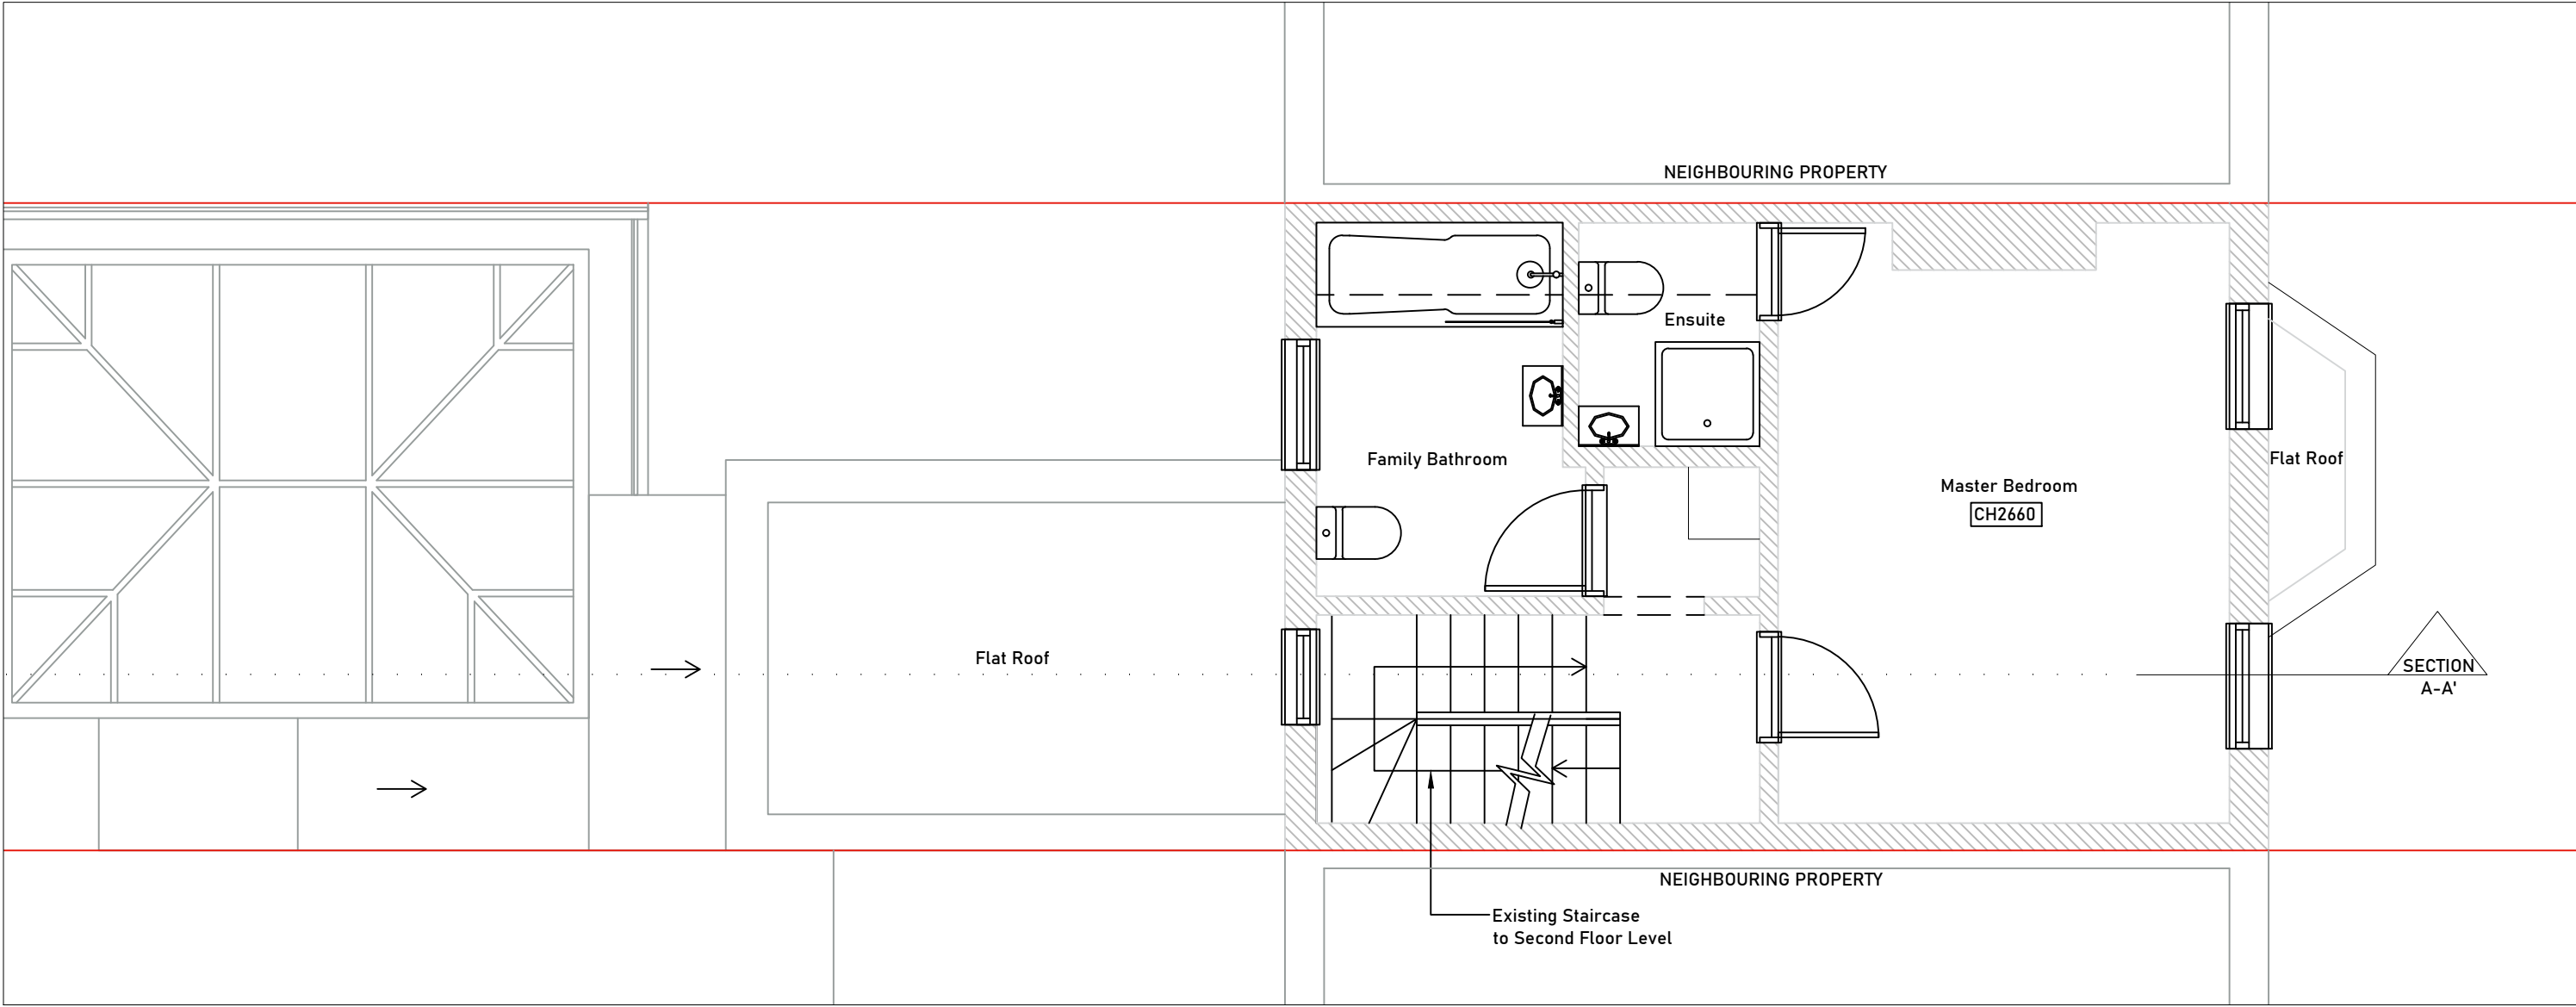 NEIGHBOURING PROPERTY
Ensuite
Family Bathroom
Flat Roof
Master Bedroom
CH2660
Flat Roof
SECTION
A-A'
NEIGHBOURING PROPERTY
Existing Staircase
to Second Floor Level